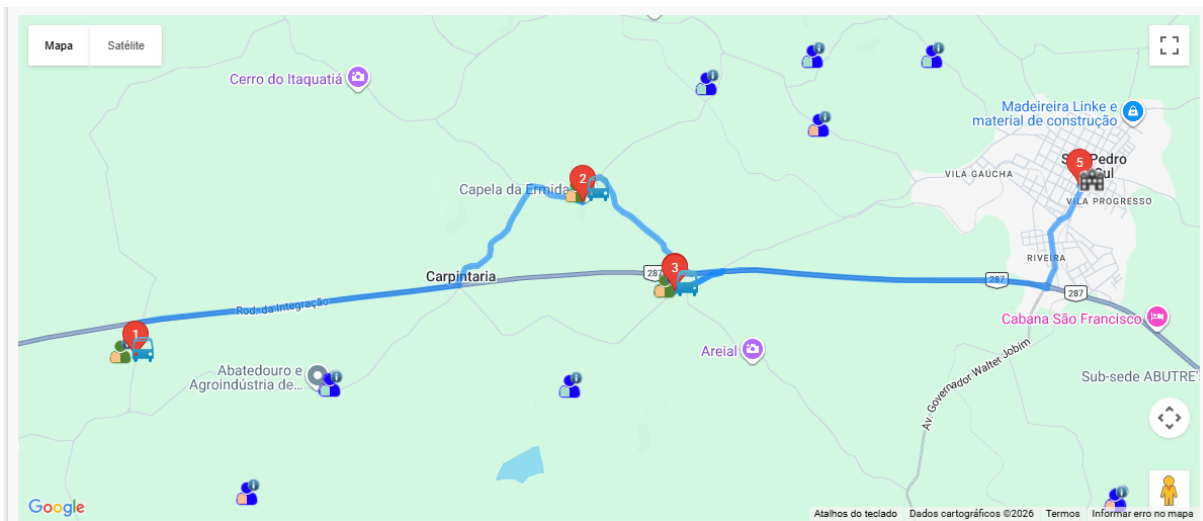 Mapa
Satélite
Cerro do Itaquatiá
Madeireira Linke e
material de construção
5
Pedro
Sul
VILA GAÚCHA
VILA PROGRESSO
2
Capela da Ermida
RIVEIRA
3
Carpintaria
287
287
287
Rod. da Integração
1
Cabana São Francisco
Areial
Abatedouro e
Agroindústria de...
Sub-sede ABUTRE'
Av. Governador Walter Jobim
Google
Atalhos do teclado
Dados cartográficos ©2026
Termos
Informar erro no mapa